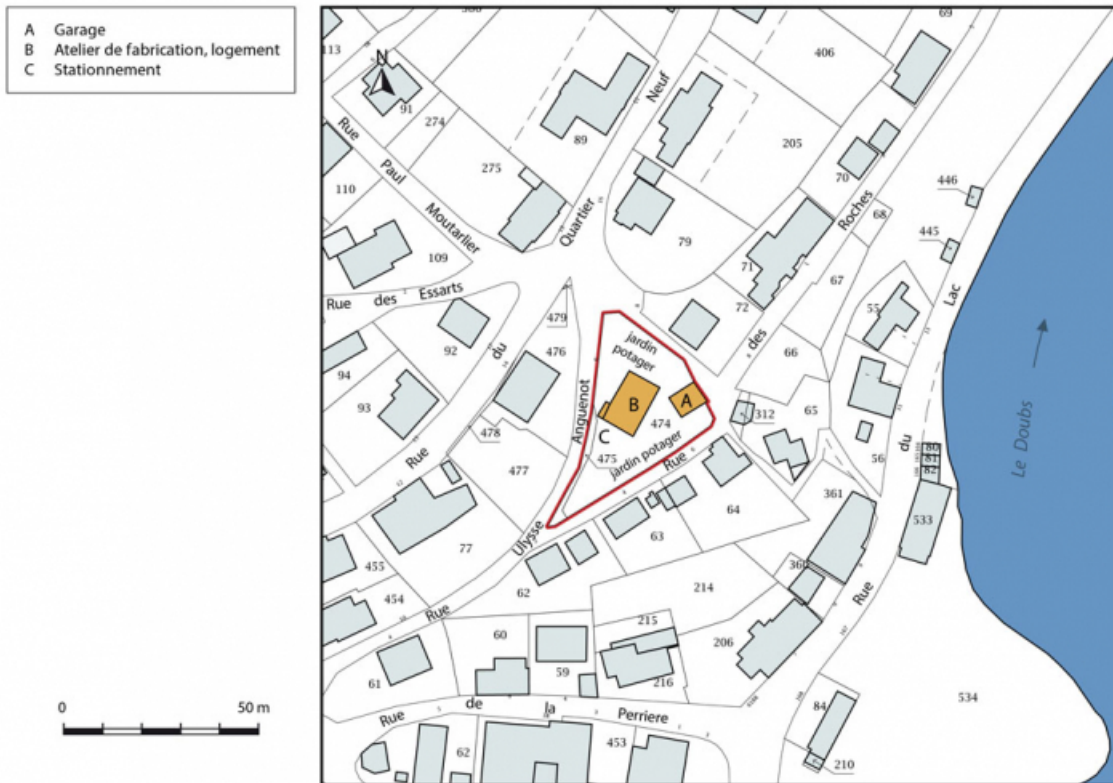 A Garage
B Atelier de fabrication, logement
C Stationnement
N
113
91
274
275
89
406
69
205
70
68
446
445
110
109
79
71
72
67
55
66
65
56
312
92
94
93
479
476
478
477
474
475
A
B
C
jardin
potager
jardin potager
Rue Paul Moutarlier
Quartier Neuf
Rue des Essarts
Rue du
Rue Ulysse Anquenot
Rue des Roches
Rue du Lac
Le Doubs
80
81
82
533
361
360
64
63
62
77
455
454
214
215
216
206
60
59
61
534
84
210
Rue de la Perriere
62
453
0 50 m